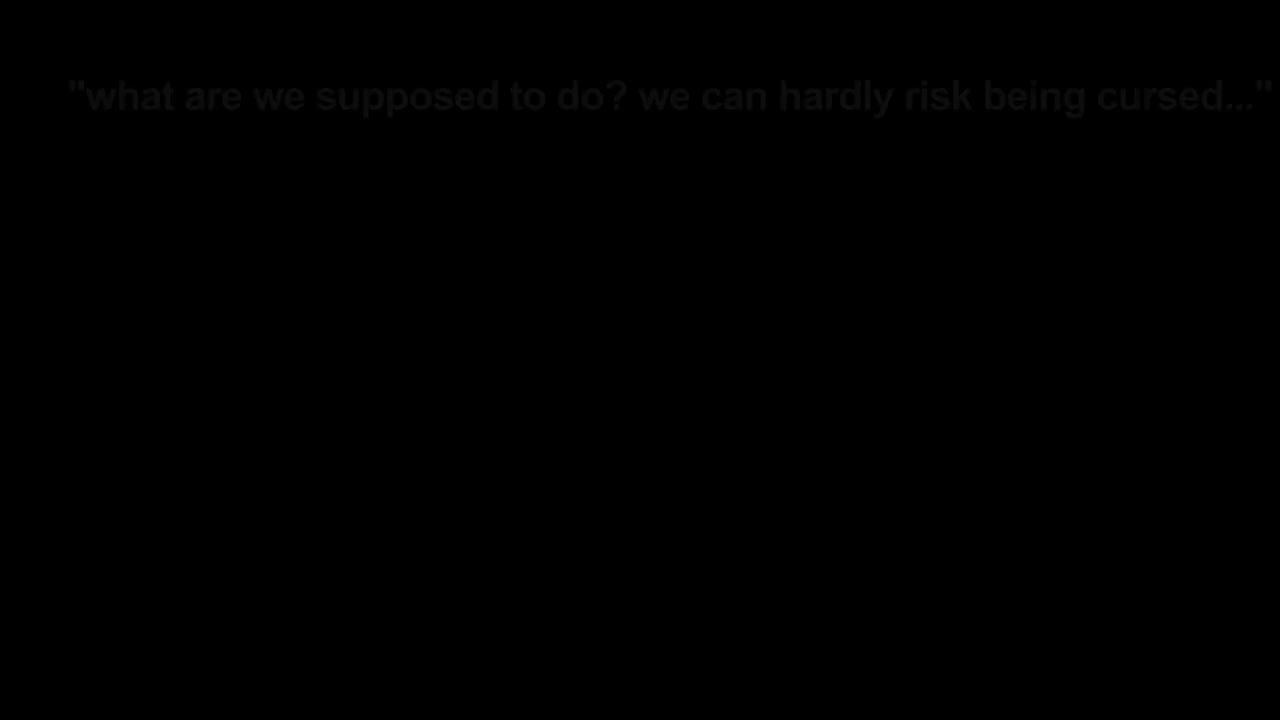 "what are we supposed to do? we can hardly risk being cursed..."